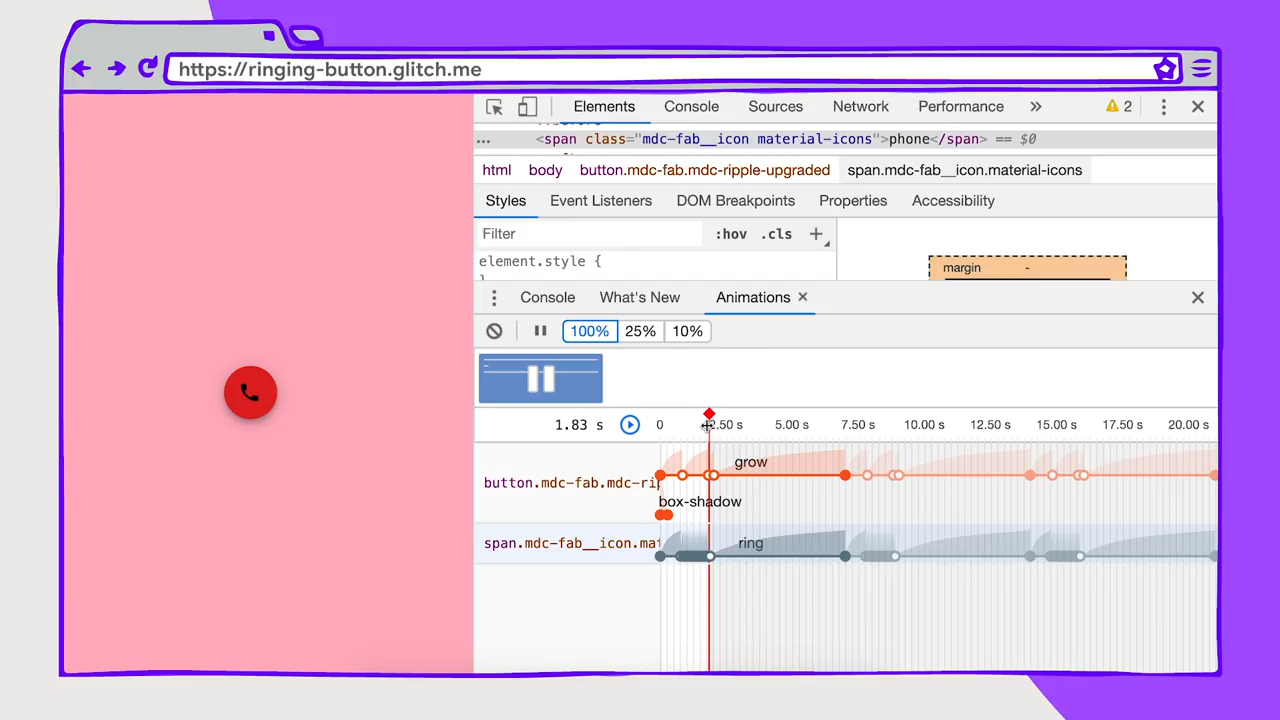 https://ringing-button.glitch.me
Elements Console Sources Network Performance » 2
... <span class="mdc-fab__icon material-icons">phone</span> == $0
html body button.mdc-fab.mdc-ripple-upgraded span.mdc-fab__icon.material-icons
Styles Event Listeners DOM Breakpoints Properties Accessibility
Filter :hov .cls +
element.style {
margin -
Console What's New Animations ×
100% 25% 10%
1.83 s 0 2.50 s 5.00 s 7.50 s 10.00 s 12.50 s 15.00 s 17.50 s 20.00 s
grow
button.mdc-fab.mdc-rip
box-shadow
span.mdc-fab__icon.mat
ring